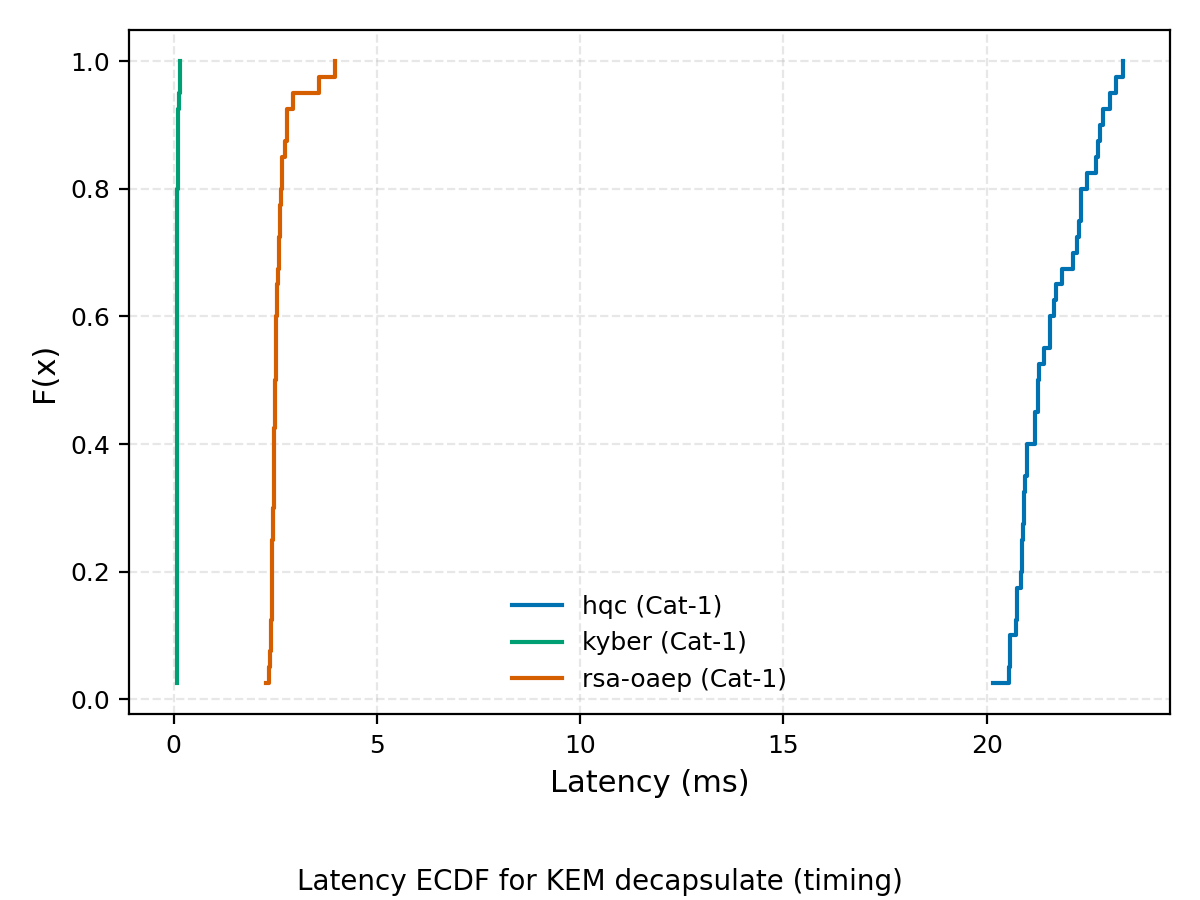 1.0
0.8
0.6
0.4
0.2
0.0
F(x)
hqc (Cat-1)
kyber (Cat-1)
rsa-oaep (Cat-1)
0 5 10 15 20
Latency (ms)
Latency ECDF for KEM decapsulate (timing)